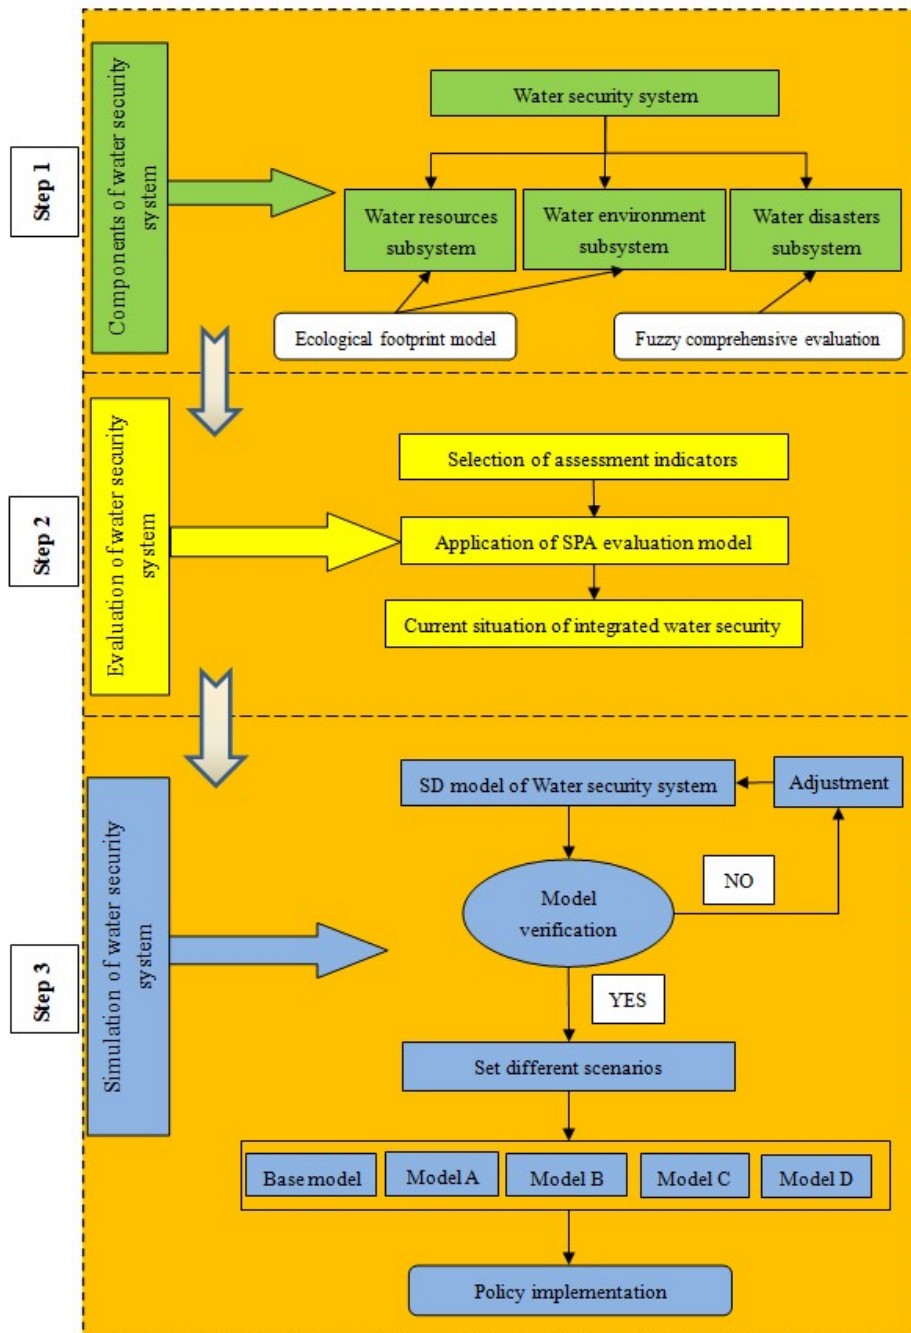 Step 1
Components of water security
system
Water security system
Water resources
subsystem
Water environment
subsystem
Water disasters
subsystem
Ecological footprint model
Fuzzy comprehensive evaluation
Step 2
Evaluation of water security
system
Selection of assessment indicators
Application of SPA evaluation model
Current situation of integrated water security
Step 3
Simulation of water security
system
SD model of Water security system
Adjustment
Model
verification
NO
YES
Set different scenarios
Base model
Model A
Model B
Model C
Model D
Policy implementation